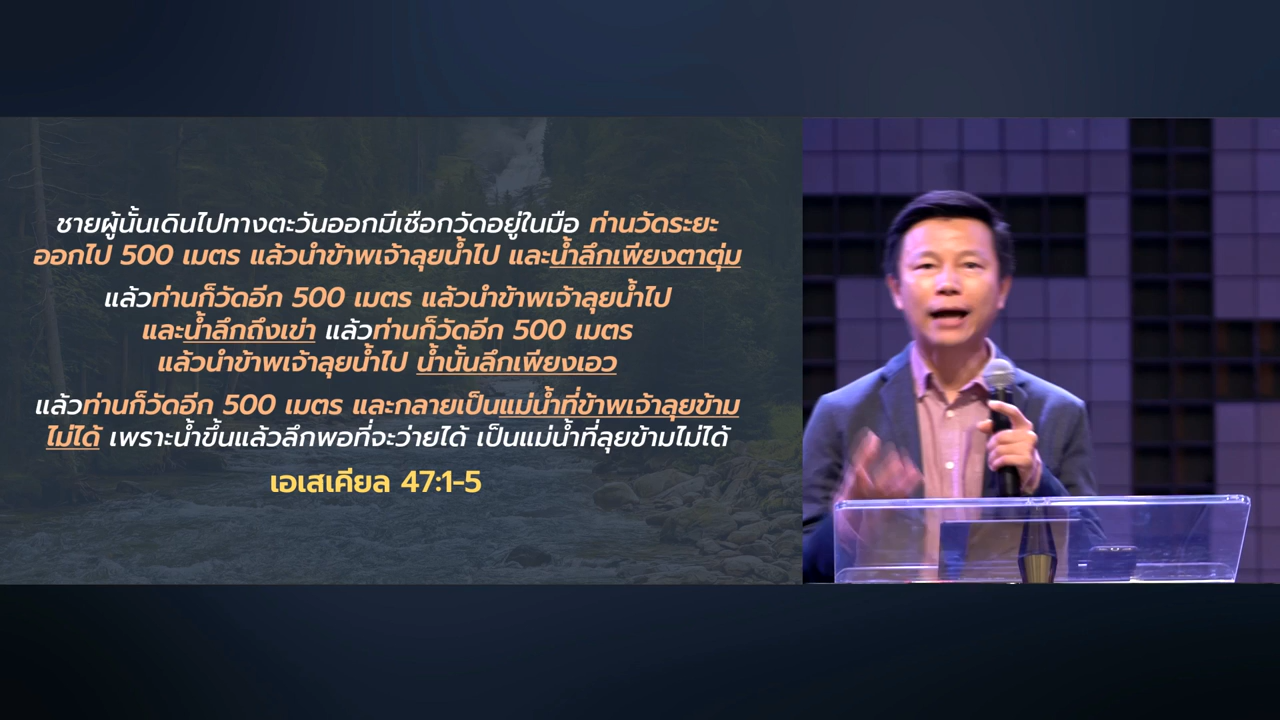 ชายผู้นั้นเดินไปทางตะวันออกมีเชือกวัดอยู่ในมือ ท่านวัดระยะ
ออกไป 500 เมตร แล้วนำข้าพเจ้าลุยน้ำไป และน้ำลึกเพียงตาตุ่ม
แล้วท่านก็วัดอีก 500 เมตร แล้วนำข้าพเจ้าลุยน้ำไป
และน้ำลึกถึงเข่า แล้วท่านก็วัดอีก 500 เมตร
แล้วนำข้าพเจ้าลุยน้ำไป น้ำนั้นลึกเพียงเอว
แล้วท่านก็วัดอีก 500 เมตร และกลายเป็นแม่น้ำที่ข้าพเจ้าลุยข้าม
ไม่ได้ เพราะน้ำขึ้นแล้วลึกพอที่จะว่ายได้ เป็นแม่น้ำที่ลุยข้ามไม่ได้
เอเสเคียล 47:1-5